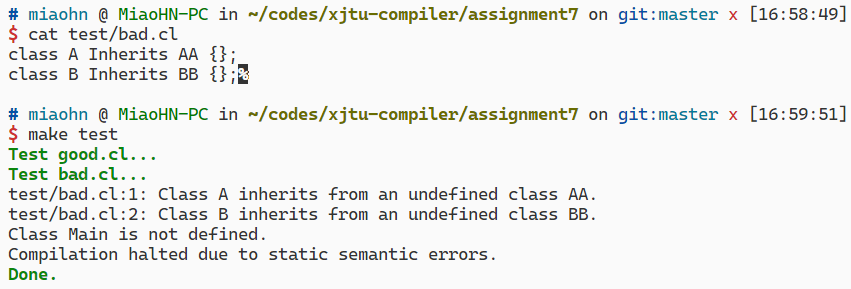 # miaohn @ MiaoHN-PC in ~/codes/xjtu-compiler/assignment7 on git:master x [16:58:49]
$ cat test/bad.cl
class A Inherits AA {};
class B Inherits BB {};%
# miaohn @ MiaoHN-PC in ~/codes/xjtu-compiler/assignment7 on git:master x [16:59:51]
$ make test
Test good.cl...
Test bad.cl...
test/bad.cl:1: Class A inherits from an undefined class AA.
test/bad.cl:2: Class B inherits from an undefined class BB.
Class Main is not defined.
Compilation halted due to static semantic errors.
Done.